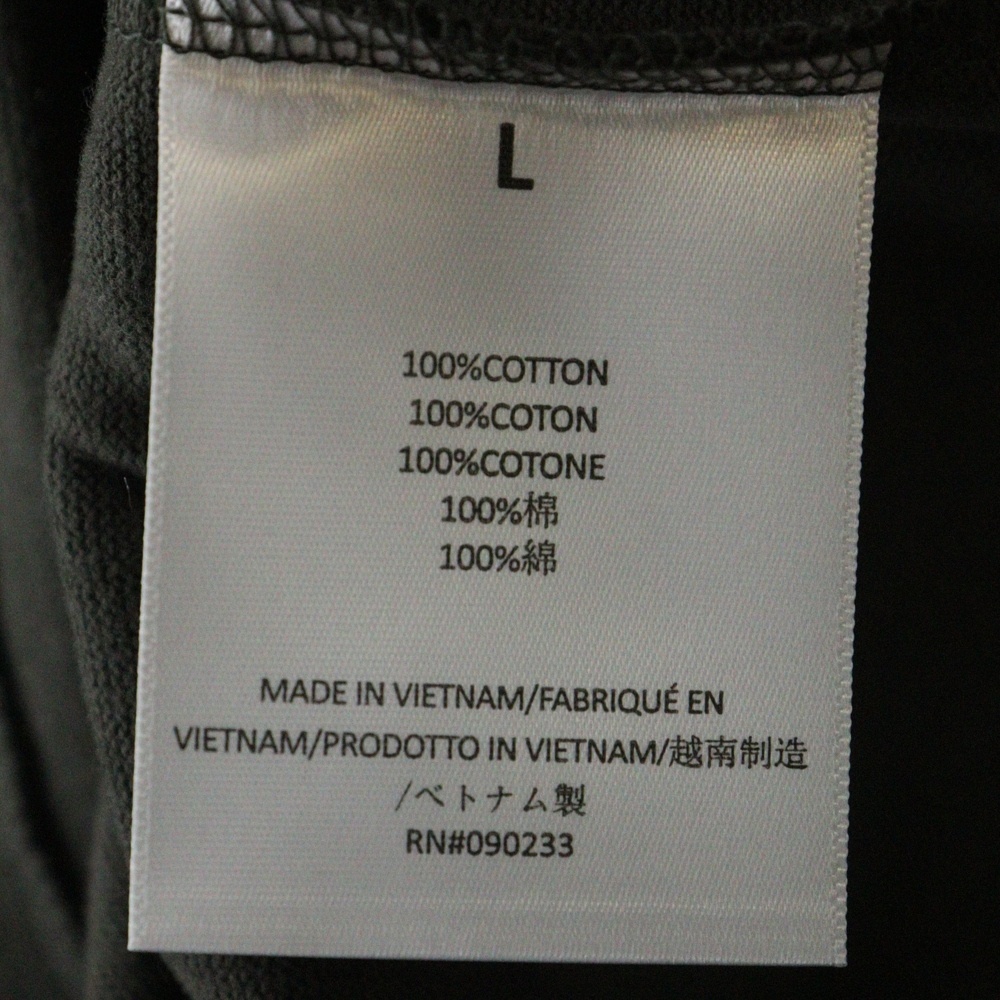 L
100%COTTON
100%COTON
100%COTONE
100%棉
100%綿
MADE IN VIETNAM/FABRIQUÉ EN
VIETNAM/PRODOTTO IN VIETNAM/越南制造
/ベトナム製
RN#090233